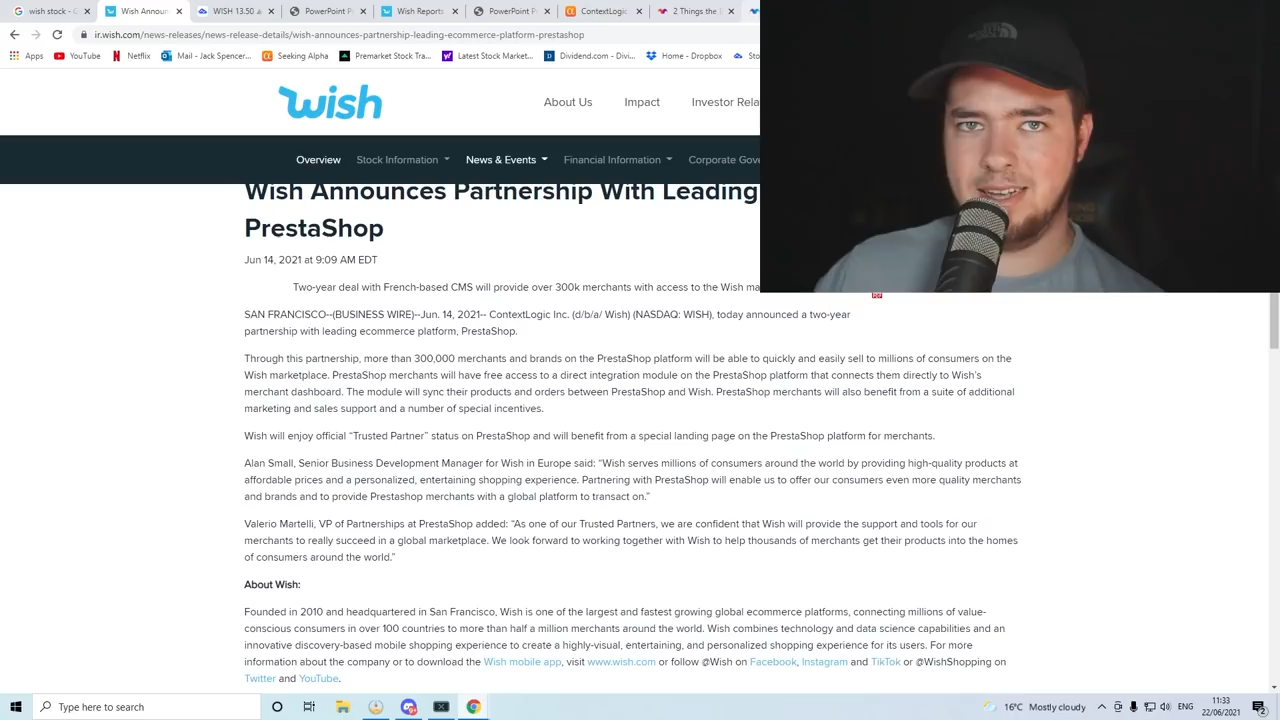 wish stock - G
Wish Announ
WISH 13.50 a
ContextLogic
Wish Reports
PowerPoint P
ContextLogic
2 Things the
ir.wish.com/news-releases/news-release-details/wish-announces-partnership-leading-ecommerce-platform-prestashop
Apps YouTube Netflix Mail - Jack Spencer... Seeking Alpha Premarket Stock Tra... Latest Stock Market... Dividend.com - Divi... Home - Dropbox Sto
wish
About Us Impact Investor Rela
Overview Stock Information News & Events Financial Information Corporate Gove
Wish Announces Partnership With Leading
PrestaShop
Jun 14, 2021 at 9:09 AM EDT
Two-year deal with French-based CMS will provide over 300k merchants with access to the Wish ma
SAN FRANCISCO--(BUSINESS WIRE)--Jun. 14, 2021-- ContextLogic Inc. (d/b/a/ Wish) (NASDAQ: WISH), today announced a two-year
partnership with leading ecommerce platform, PrestaShop.
Through this partnership, more than 300,000 merchants and brands on the PrestaShop platform will be able to quickly and easily sell to millions of consumers on the
Wish marketplace. PrestaShop merchants will have free access to a direct integration module on the PrestaShop platform that connects them directly to Wish's
merchant dashboard. The module will sync their products and orders between PrestaShop and Wish. PrestaShop merchants will also benefit from a suite of additional
marketing and sales support and a number of special incentives.
Wish will enjoy official “Trusted Partner” status on PrestaShop and will benefit from a special landing page on the PrestaShop platform for merchants.
Alan Small, Senior Business Development Manager for Wish in Europe said: “Wish serves millions of consumers around the world by providing high-quality products at
affordable prices and a personalized, entertaining shopping experience. Partnering with PrestaShop will enable us to offer our consumers even more quality merchants
and brands and to provide Prestashop merchants with a global platform to transact on.”
Valerio Martelli, VP of Partnerships at PrestaShop added: “As one of our Trusted Partners, we are confident that Wish will provide the support and tools for our
merchants to really succeed in a global marketplace. We look forward to working together with Wish to help thousands of merchants get their products into the homes
of consumers around the world.”
About Wish:
Founded in 2010 and headquartered in San Francisco, Wish is one of the largest and fastest growing global ecommerce platforms, connecting millions of value-
conscious consumers in over 100 countries to more than half a million merchants around the world. Wish combines technology and data science capabilities and an
innovative discovery-based mobile shopping experience to create a highly-visual, entertaining, and personalized shopping experience for its users. For more
information about the company or to download the Wish mobile app, visit www.wish.com or follow @Wish on Facebook, Instagram and TikTok or @WishShopping on
Twitter and YouTube.
Type here to search
16°C Mostly cloudy
ENG
11:33
22/06/2021